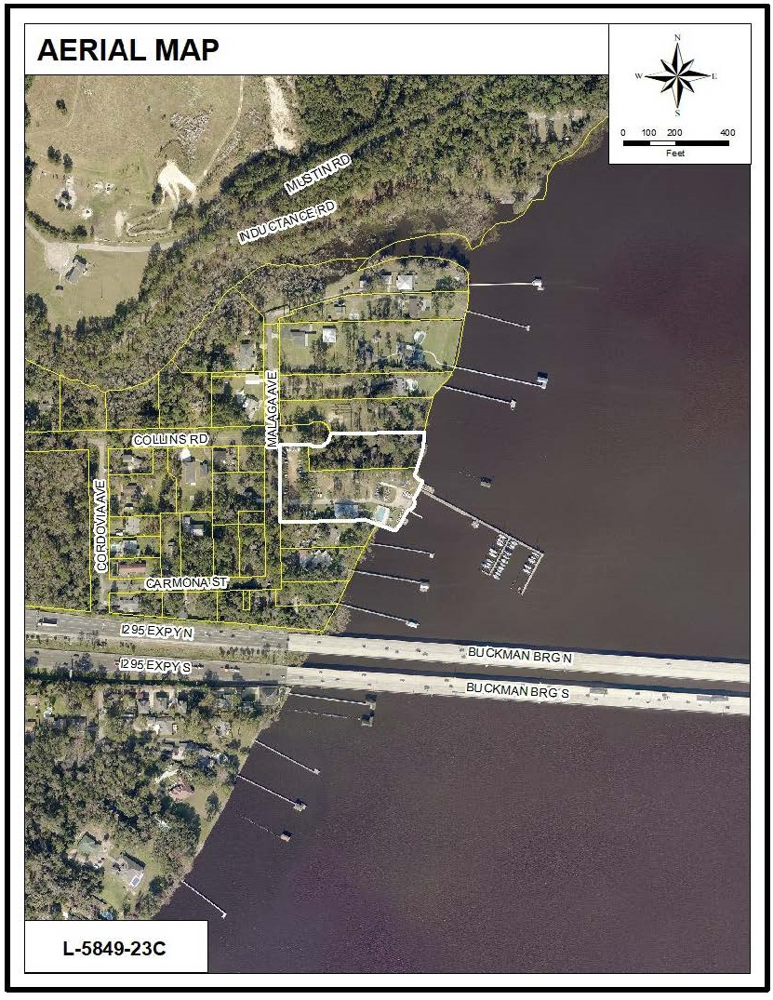 AERIAL MAP
N
W E
S
0 100 200 400
Feet
MUSTIN RD
INDUCTANCE RD
MALAGA AVE
COLLINS RD
CORDOVIA AVE
CARMONA ST
I295 EXPY N
BUCKMAN BRG N
I295 EXPY S
BUCKMAN BRG S
L-5849-23C